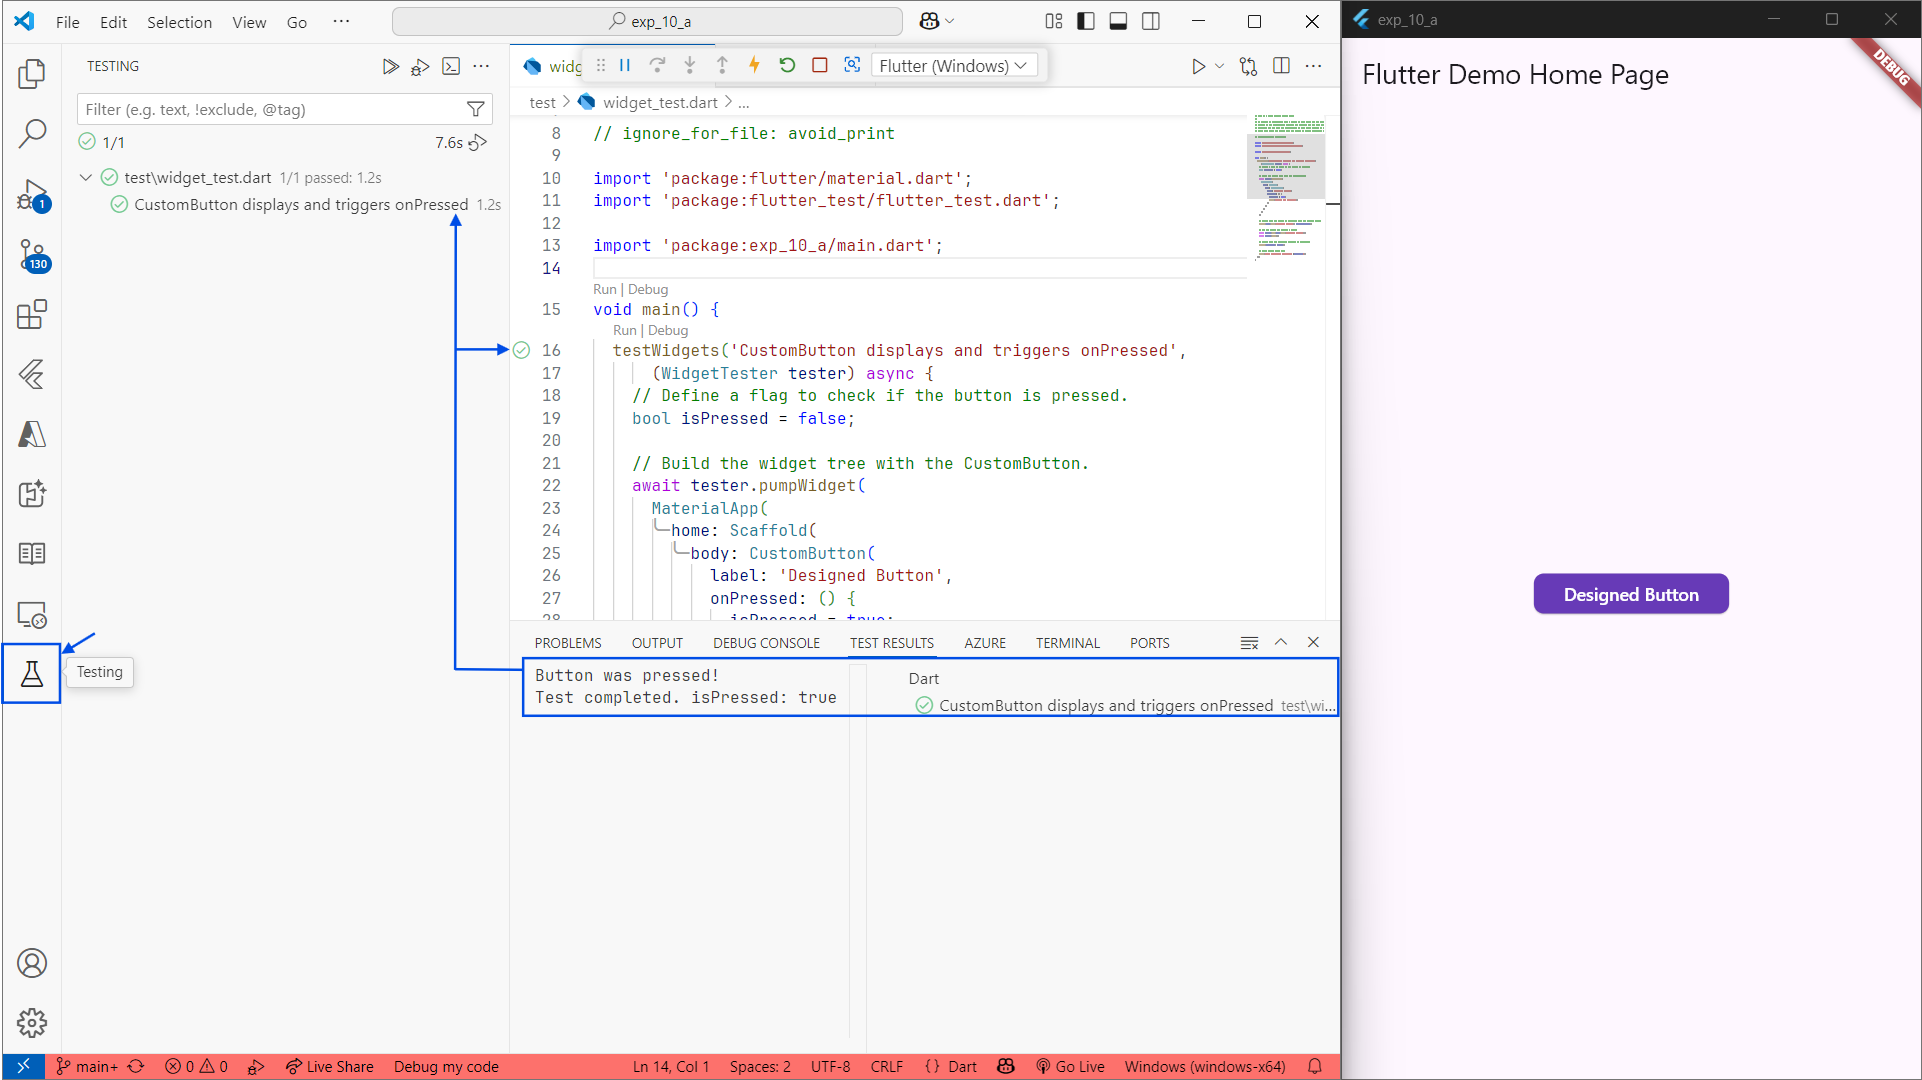 File Edit Selection View Go ··· exp_10_a
exp_10_a
TESTING
Filter (e.g. text, !exclude, @tag)
1/1 7.6s
test\widget_test.dart 1/1 passed: 1.2s
CustomButton displays and triggers onPressed 1.2s
1
130
Testing
widg Flutter (Windows)
test > widget_test.dart > ...
8 // ignore_for_file: avoid_print
9
10 import 'package:flutter/material.dart';
11 import 'package:flutter_test/flutter_test.dart';
12
13 import 'package:exp_10_a/main.dart';
14
Run | Debug
15 void main() {
Run | Debug
16 testWidgets('CustomButton displays and triggers onPressed',
17 (WidgetTester tester) async {
18 // Define a flag to check if the button is pressed.
19 bool isPressed = false;
20
21 // Build the widget tree with the CustomButton.
22 await tester.pumpWidget(
23 MaterialApp(
24 home: Scaffold(
25 body: CustomButton(
26 label: 'Designed Button',
27 onPressed: () {
28 isPressed = true;
PROBLEMS OUTPUT DEBUG CONSOLE TEST RESULTS AZURE TERMINAL PORTS
Button was pressed!
Test completed. isPressed: true
Dart
CustomButton displays and triggers onPressed test\wi...
main+ 0 0 Live Share Debug my code Ln 14, Col 1 Spaces: 2 UTF-8 CRLF {} Dart Go Live Windows (windows-x64)
Flutter Demo Home Page
DEBUG
Designed Button